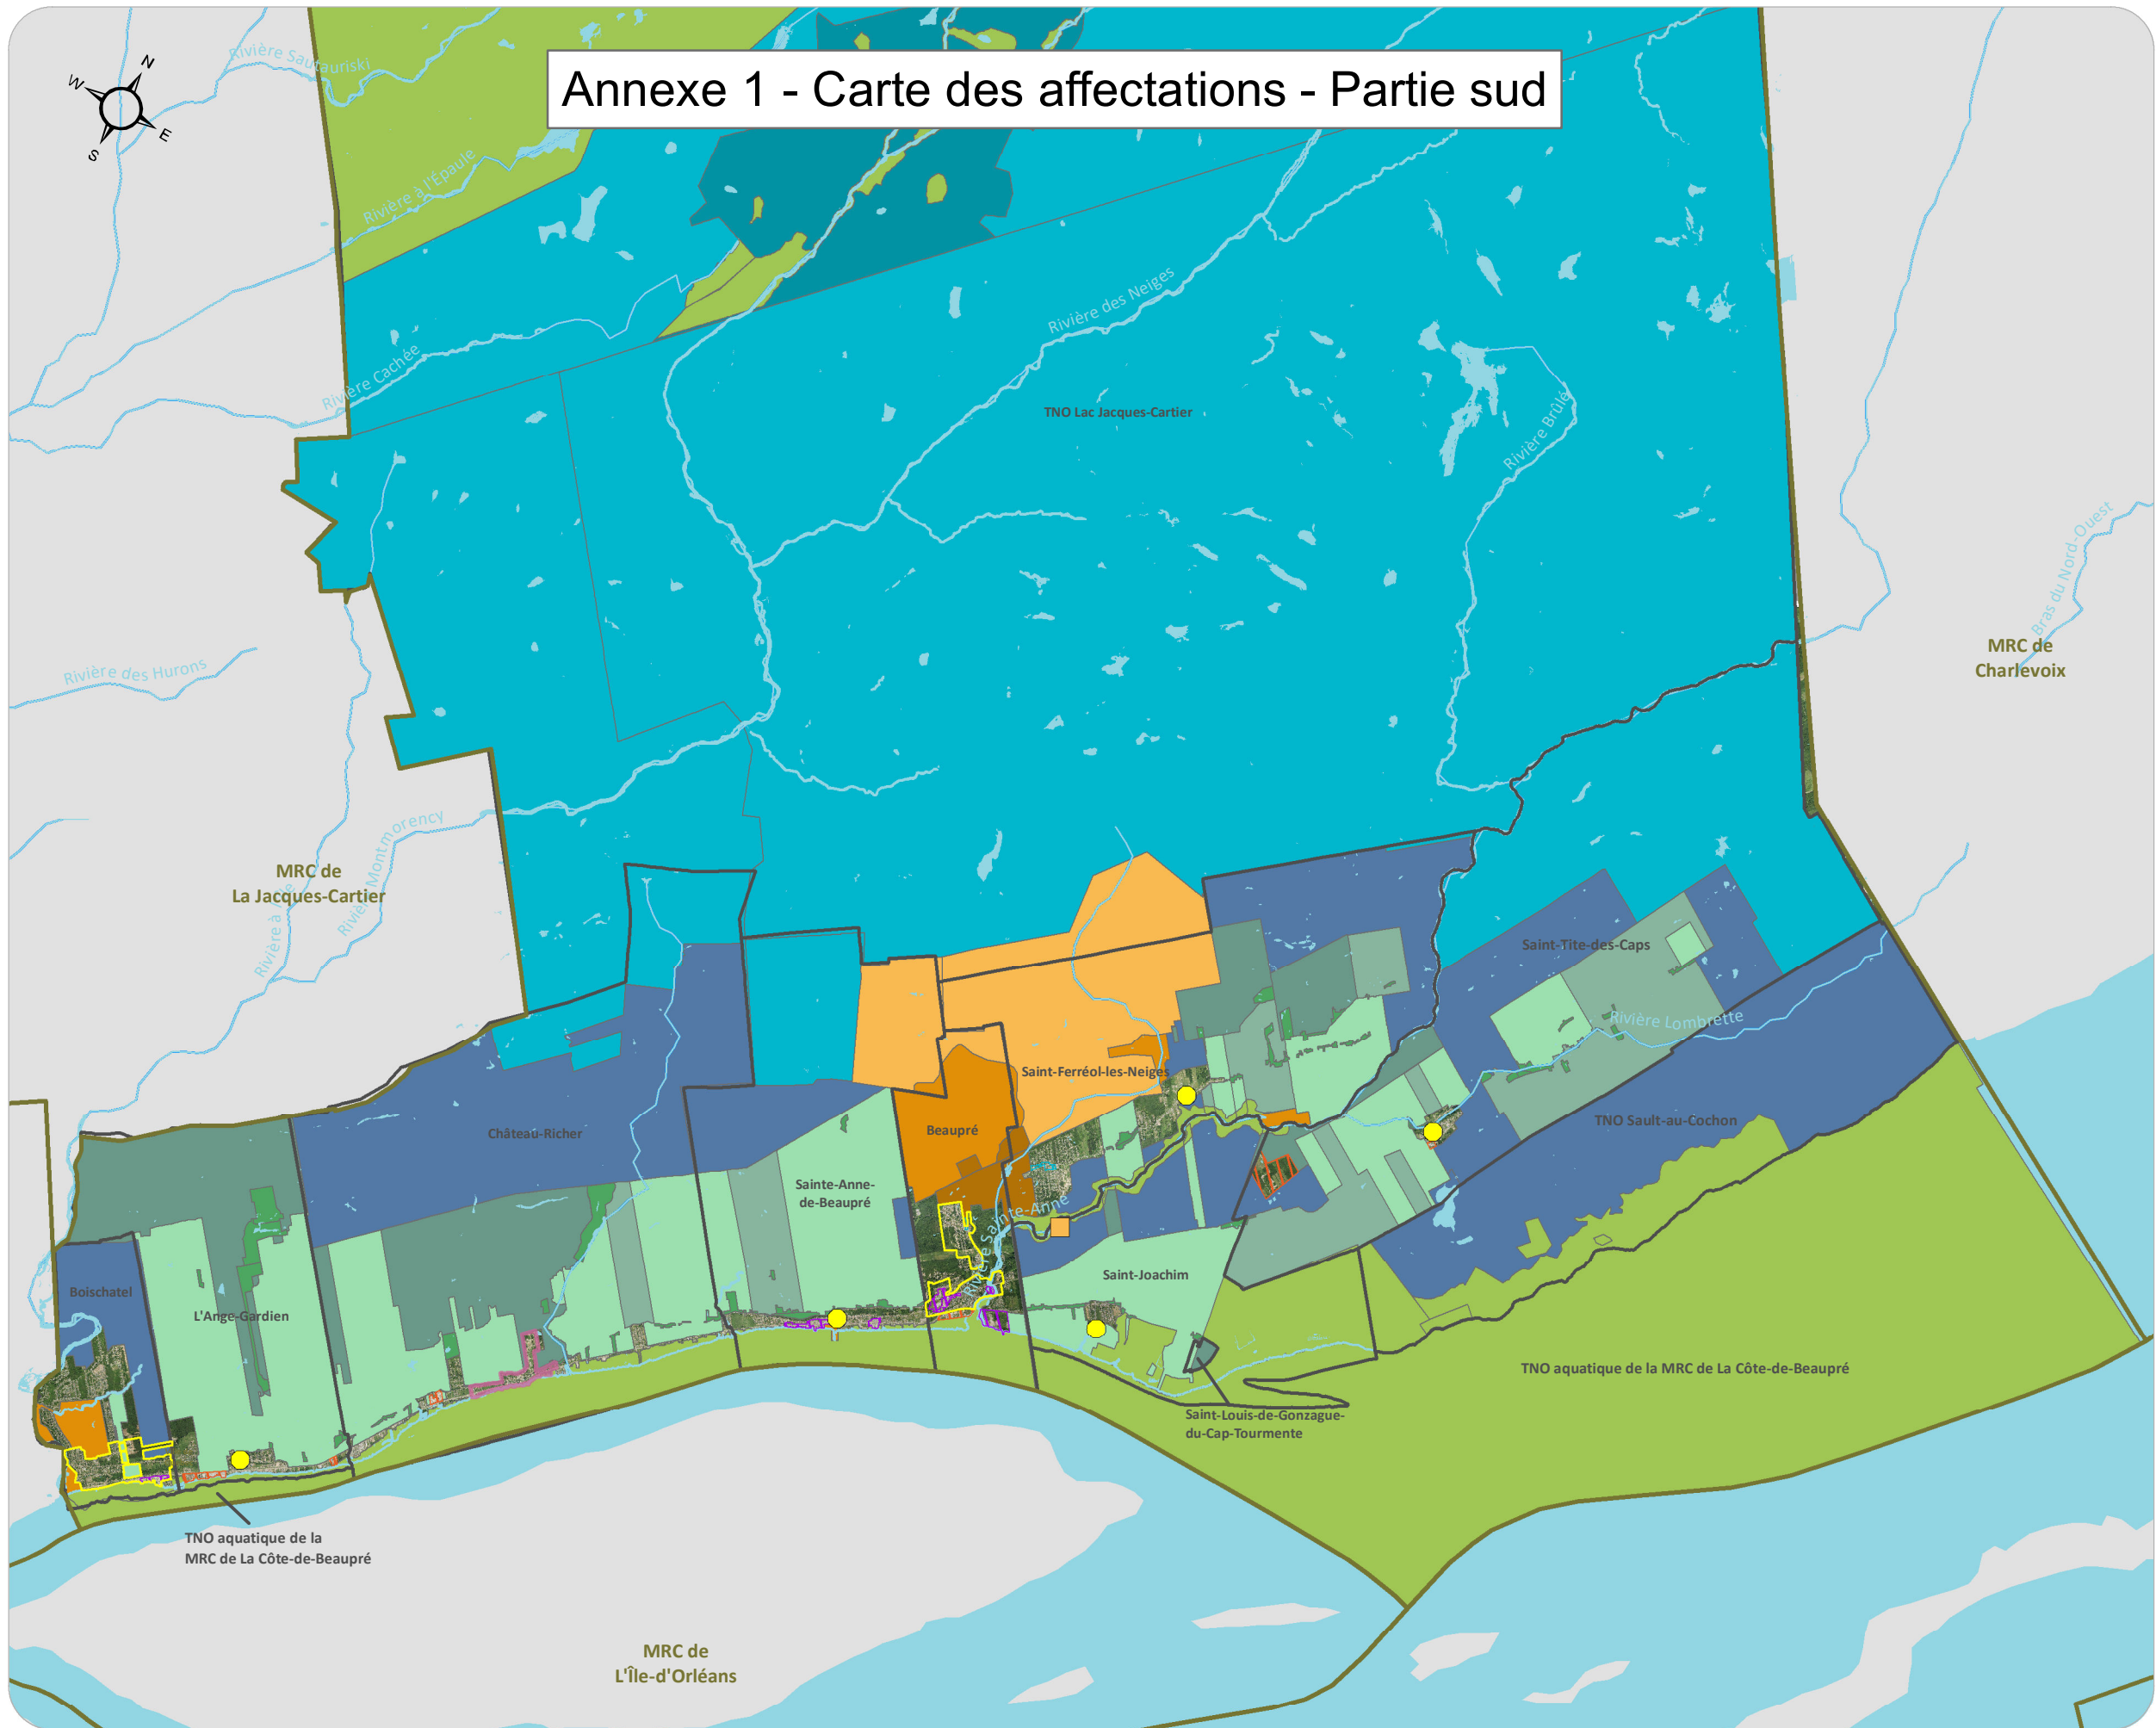 Annexe 1 - Carte des affectations - Partie sud
N
W
E
S
Rivière Sautauriski
Rivière à l'Épaule
Rivière Cachée
Rivière des Neiges
TNO Lac Jacques-Cartier
Rivière Brûlé
Bras du Nord-Ouest
MRC de
Charlevoix
Rivière des Hurons
Rivière Montmorency
MRC de
La Jacques-Cartier
Rivière à l'Île
Saint-Tite-des-Caps
Rivière Lombrette
Saint-Ferréol-les-Neiges
TNO Sault-au-Cochon
Château-Richer
Beaupré
Sainte-Anne-
de-Beaupré
Rivière Sainte-Anne
Saint-Joachim
Boischatel
L'Ange-Gardien
TNO aquatique de la MRC de La Côte-de-Beaupré
Saint-Louis-de-Gonzague-
du-Cap-Tourmente
TNO aquatique de la
MRC de La Côte-de-Beaupré
MRC de
L'Île-d'Orléans